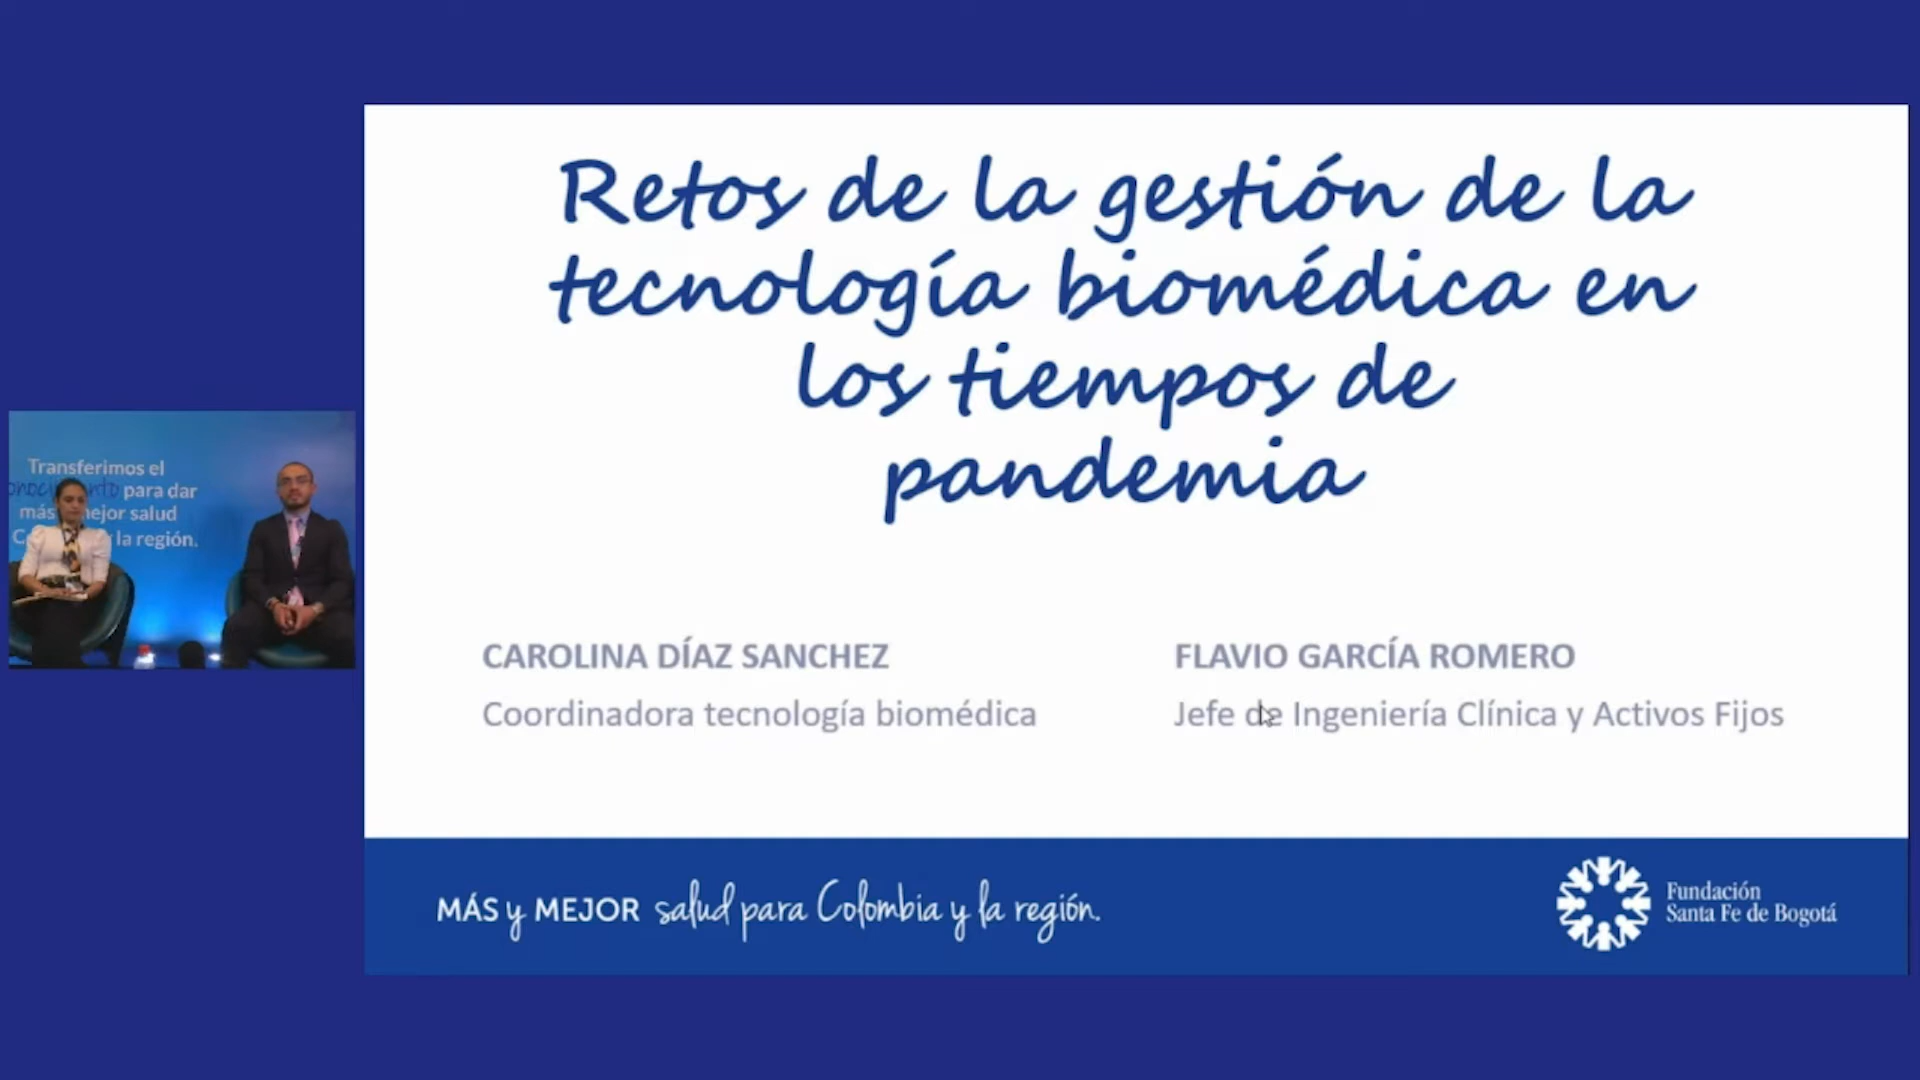 Retos de la gestión de la
tecnología biomédica en
los tiempos de
pandemia
Transferimos el
para dar
más mejor salud
la región.
CAROLINA DÍAZ SANCHEZ
Coordinadora tecnología biomédica
FLAVIO GARCÍA ROMERO
Jefe de Ingeniería Clínica y Activos Fijos
MÁS y MEJOR salud para Colombia y la región.
Fundación
Santa Fe de Bogotá